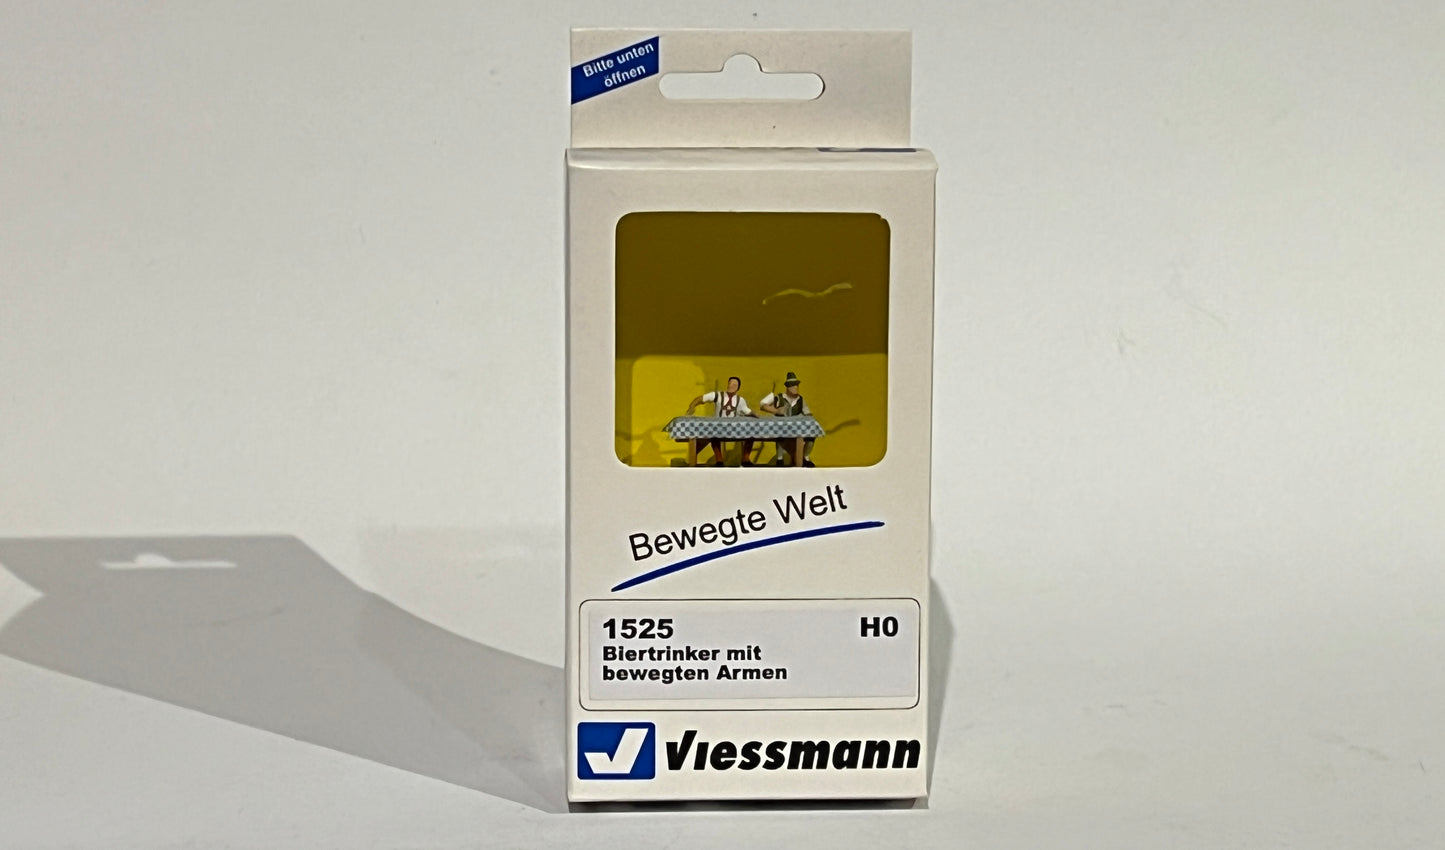 Bitte unten
öffnen
Bewegte Welt
1525
H0
Biertrinker mit
bewegten Armen
Viessmann